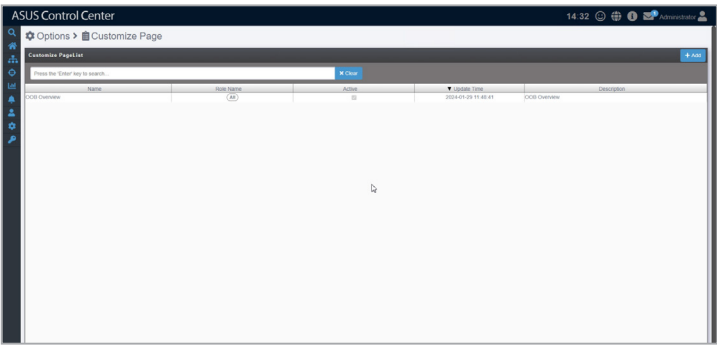 ASUS Control Center
14:32
Administrator
Options > Customize Page
Customize PageList
+ Add
Press the 'Enter' key to search...
✖ Clear
Name Role Name Active ▼ Update Time Description
OOB Overview All 2024-01-29 11:40:41 OOB Overview